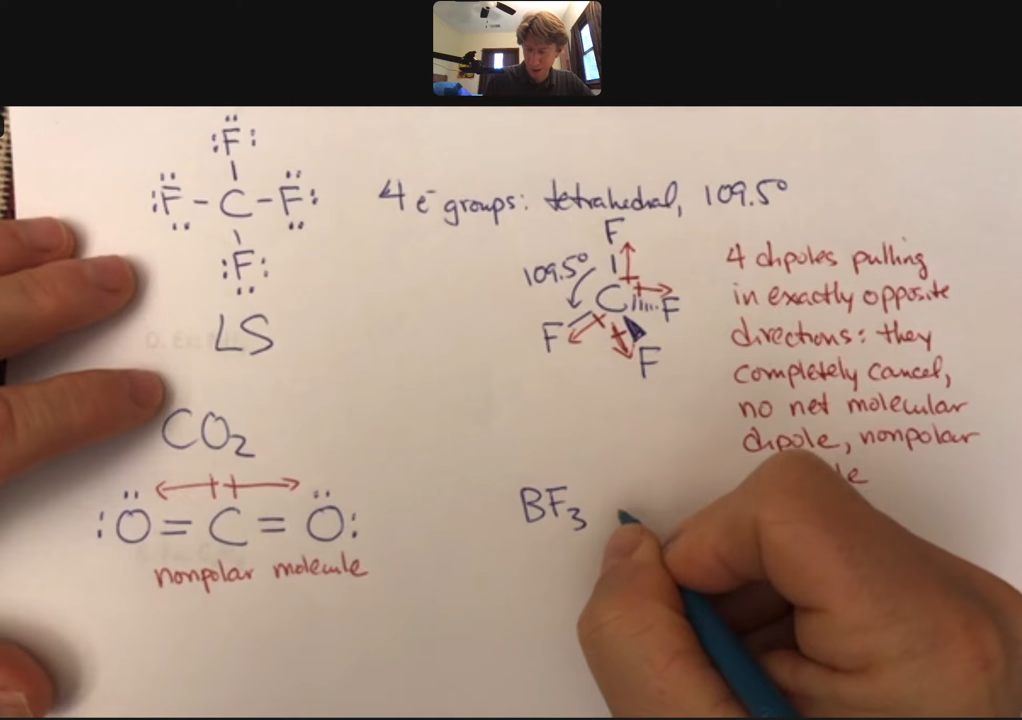 :F:
:F-C-F:
:F:
LS
4 e⁻ groups: tetrahedral, 109.5°
F
109.5°
C F
F
F
4 dipoles pulling
in exactly opposite
directions: they
completely cancel,
no net molecular
dipole, nonpolar
le
CO₂
:O=C=O:
nonpolar molecule
BF₃